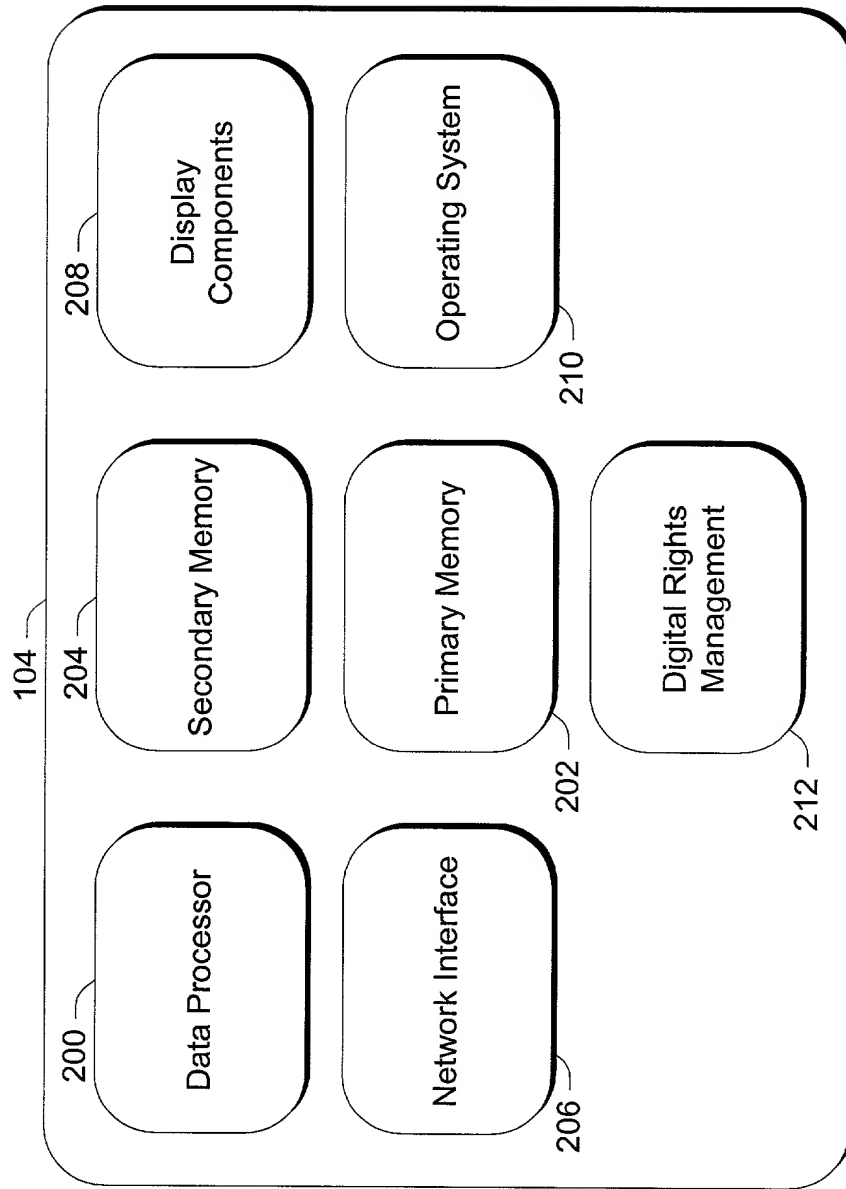 104
200
Data Processor
204
Secondary Memory
208
Display
Components
Network Interface
206
Primary Memory
202
Operating System
210
Digital Rights
Management
212